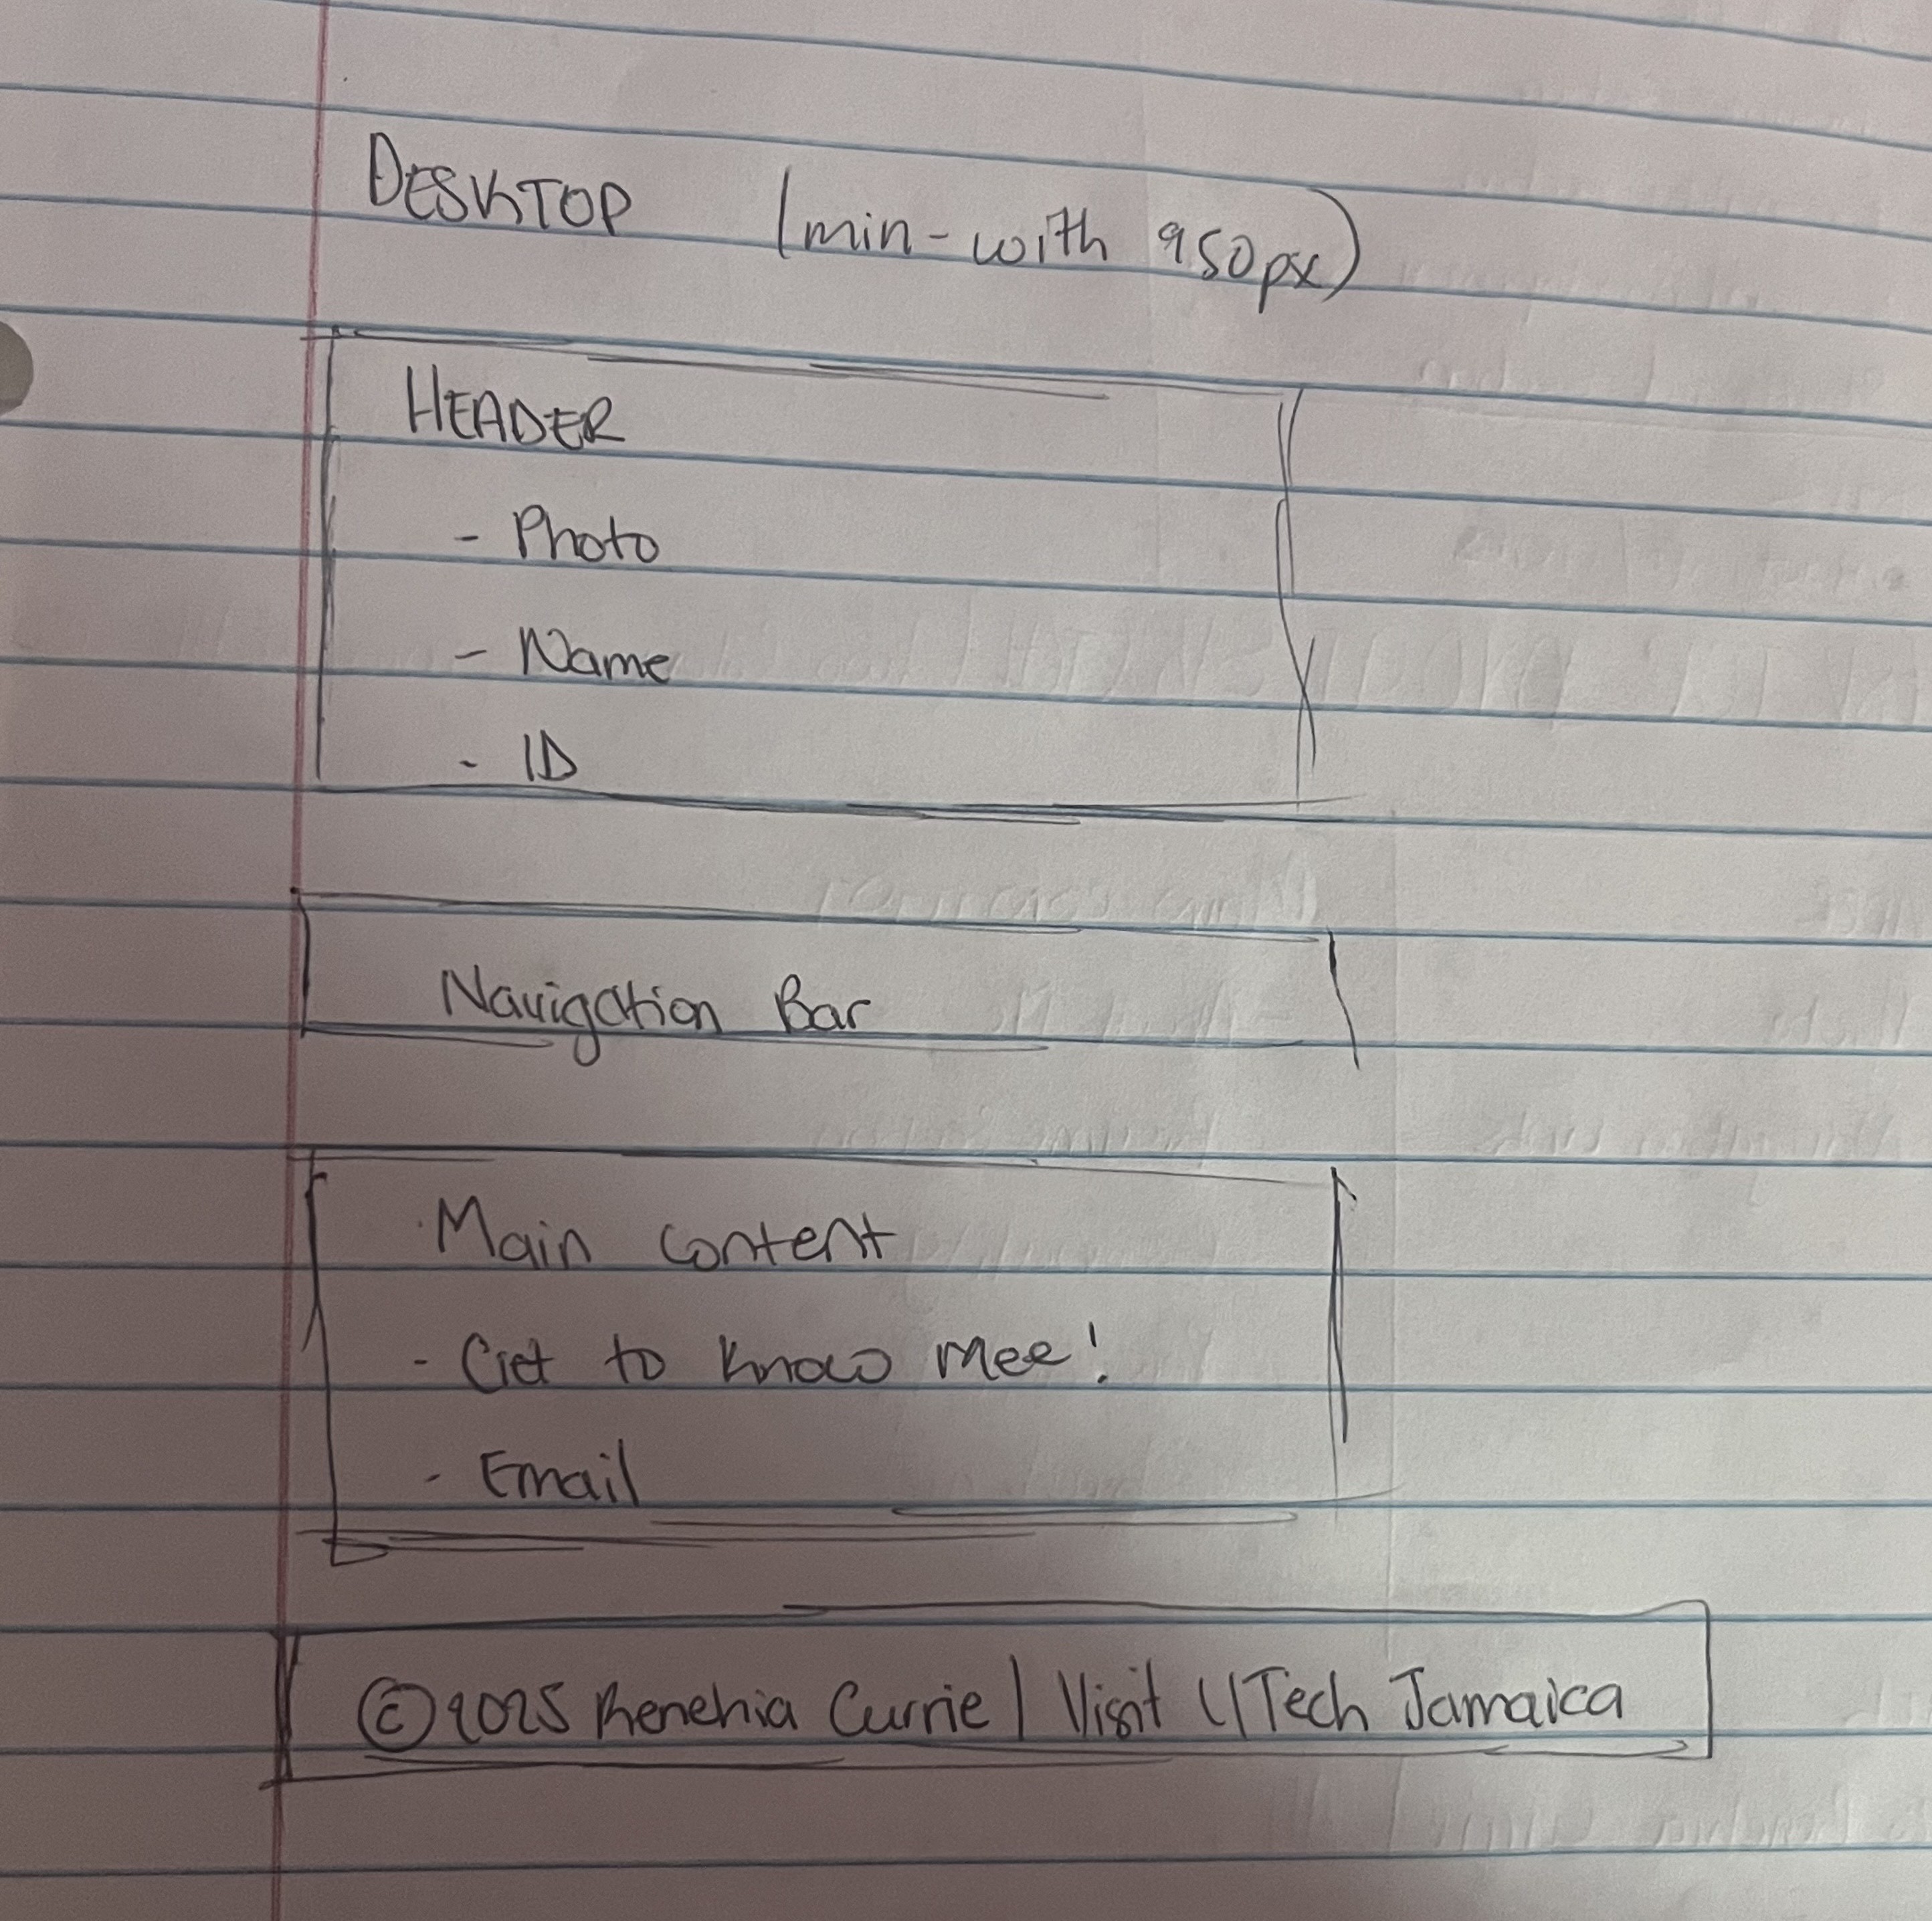 DESKTOP (min-with 950px)
HEADER
- Photo
- Name
- ID
Navigation Bar
Main content
- Get to know mee!
- Email
© 2025 Renehia Currie | Visit UTech Jamaica